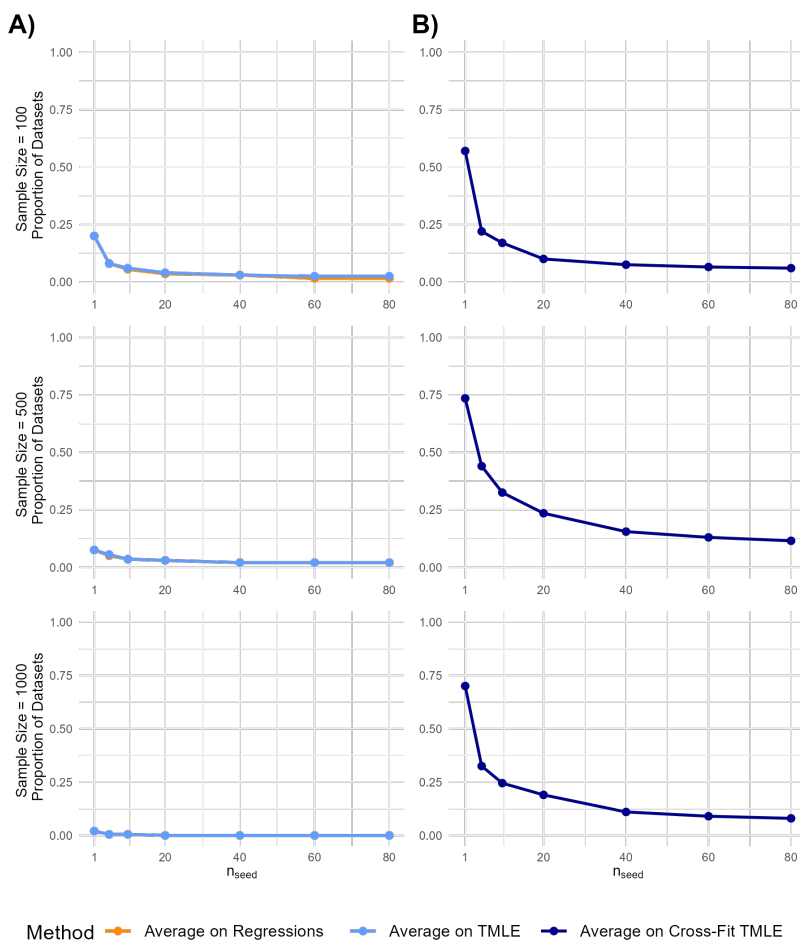 A)
B)
Sample Size = 100
Proportion of Datasets
1.00
0.75
0.50
0.25
0.00
1 20 40 60 80
1.00
0.75
0.50
0.25
0.00
1 20 40 60 80
Sample Size = 500
Proportion of Datasets
1.00
0.75
0.50
0.25
0.00
1 20 40 60 80
1.00
0.75
0.50
0.25
0.00
1 20 40 60 80
Sample Size = 1000
Proportion of Datasets
1.00
0.75
0.50
0.25
0.00
1 20 40 60 80
n_seed
1.00
0.75
0.50
0.25
0.00
1 20 40 60 80
n_seed
Method Average on Regressions Average on TMLE Average on Cross-Fit TMLE